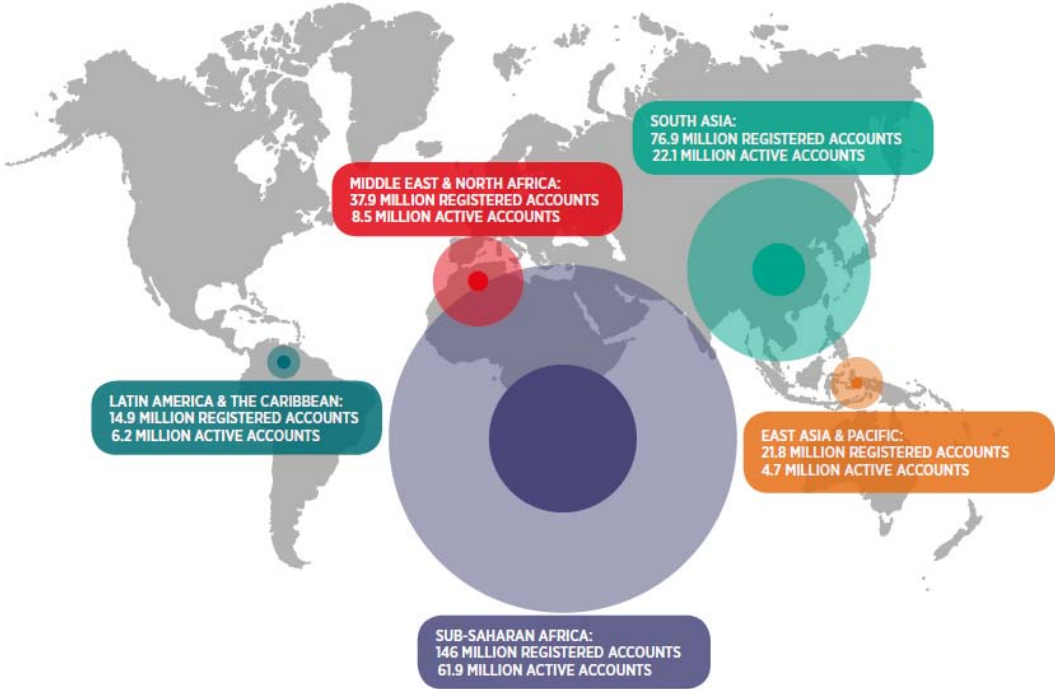 SOUTH ASIA:
76.9 MILLION REGISTERED ACCOUNTS
22.1 MILLION ACTIVE ACCOUNTS
MIDDLE EAST & NORTH AFRICA:
37.9 MILLION REGISTERED ACCOUNTS
8.5 MILLION ACTIVE ACCOUNTS
LATIN AMERICA & THE CARIBBEAN:
14.9 MILLION REGISTERED ACCOUNTS
6.2 MILLION ACTIVE ACCOUNTS
EAST ASIA & PACIFIC:
21.8 MILLION REGISTERED ACCOUNTS
4.7 MILLION ACTIVE ACCOUNTS
SUB-SAHARAN AFRICA:
146 MILLION REGISTERED ACCOUNTS
61.9 MILLION ACTIVE ACCOUNTS